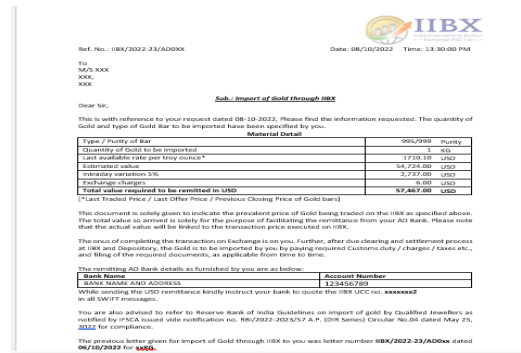 IIBX
India International Bullion
Exchange IFSC Ltd
Ref. No.: IIBX/2022-23/AD0XX Date: 08/10/2022 Time: 13:30:00 PM
To
M/S XXX
XXX,
XXX
Sub.: Import of Gold through IIBX
Dear Sir,
This is with reference to your request dated 08-10-2022, Please find the information requested. The quantity of
Gold and type of Gold Bar to be imported have been specified by you.
Material Detail
Type / Purity of Bar 995/999 Purity
Quantity of Gold to be imported 1 KG
Last available rate per troy ounce* 1710.10 USD
Estimated value 54,724.00 USD
Intraday variation 5% 2,737.00 USD
Exchange charges 6.00 USD
Total value required to be remitted in USD 57,467.00 USD
[*Last Traded Price / Last Offer Price / Previous Closing Price of Gold bars]
This document is solely given to indicate the prevalent price of Gold being traded on the IIBX as specified above.
The total value so arrived is solely for the purpose of facilitating the remittance from your AD Bank. Please note
that the actual value will be linked to the transaction price executed on IIBX.
The onus of completing the transaction on Exchange is on you. Further, after due clearing and settlement process
at IIBX and Depository, the Gold is to be imported by you by paying required Customs duty / charges / taxes etc.,
and filing of the required documents, as applicable from time to time.
The remitting AD Bank details as furnished by you are as below:
Bank Name Account Number
BANK NAME AND ADDRESS 123456789
While sending the USD remittance kindly instruct your bank to quote the IIBX UCC no. xxxxxxxZ
in all SWIFT messages.
You are also advised to refer to Reserve Bank of India Guidelines on import of gold by Qualified Jewellers as
notified by IFSCA issued vide notification no. RBI/2022-2023/57 A.P. (DIR Series) Circular No.04 dated May 25,
2022 for compliance.
The previous letter given for import of Gold through IIBX to you was letter number IIBX/2022-23/AD0xx dated
06/10/2022 for